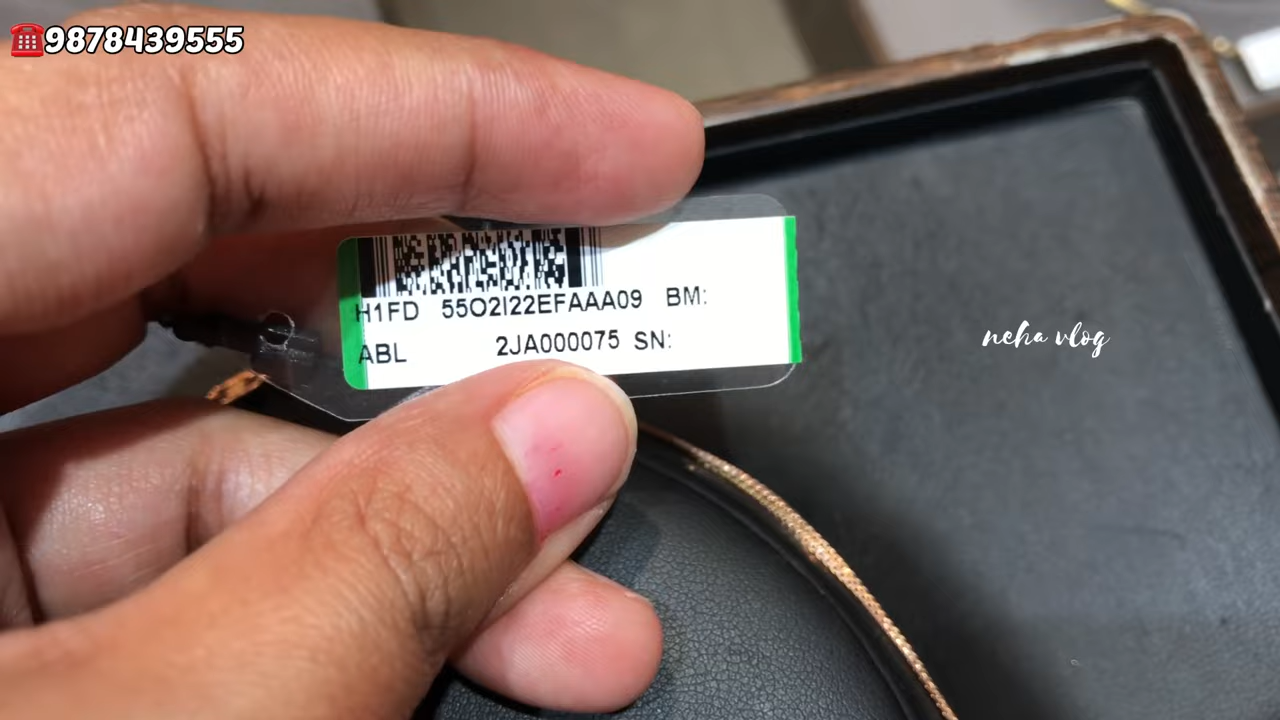 ☎️9878439555
H1FD 55O2I22EFAAA09 BM:
ABL 2JA000075 SN:
neha vlog